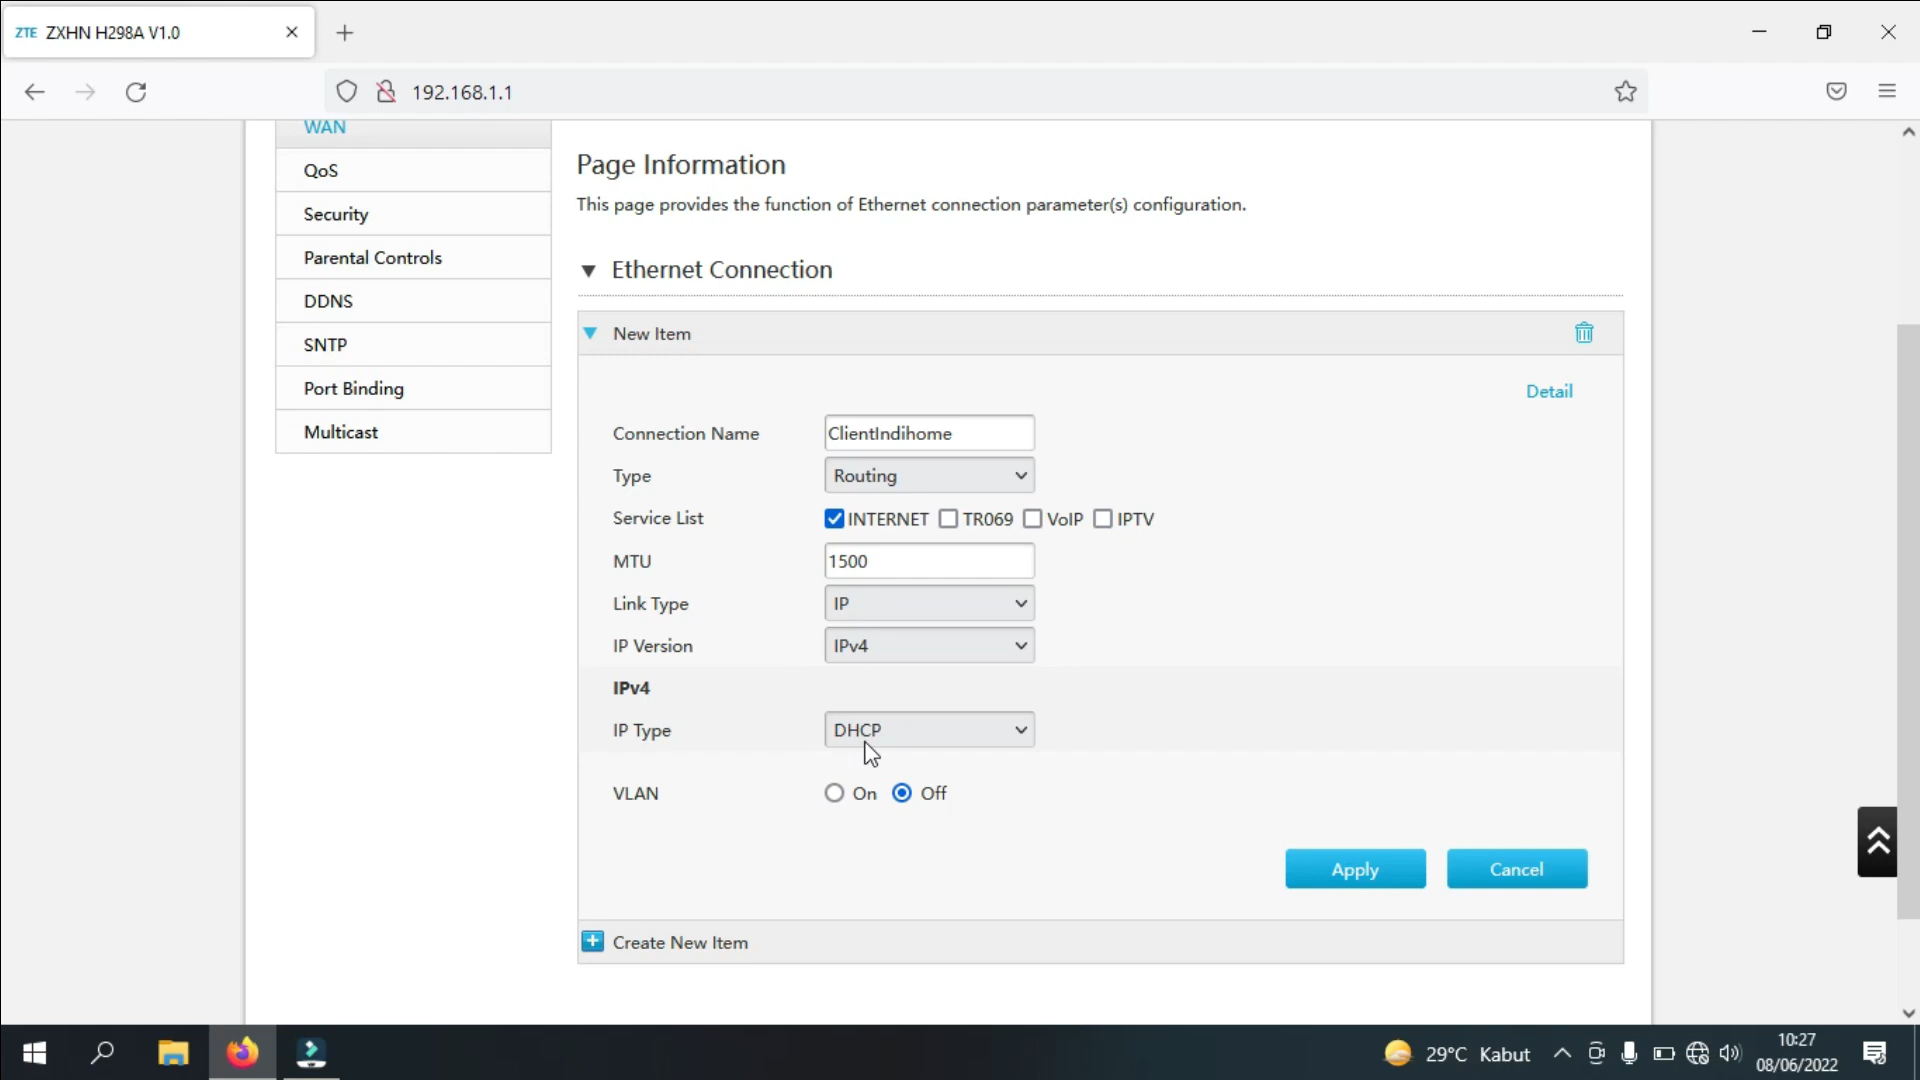 ZTE ZXHN H298A V1.0
192.168.1.1
WAN
QoS
Security
Parental Controls
DDNS
SNTP
Port Binding
Multicast
Page Information
This page provides the function of Ethernet connection parameter(s) configuration.
Ethernet Connection
New Item
Detail
Connection Name ClientIndihome
Type Routing
Service List INTERNET TR069 VoIP IPTV
MTU 1500
Link Type IP
IP Version IPv4
IPv4
IP Type DHCP
VLAN On Off
Apply Cancel
Create New Item
29°C Kabut
10:27
08/06/2022